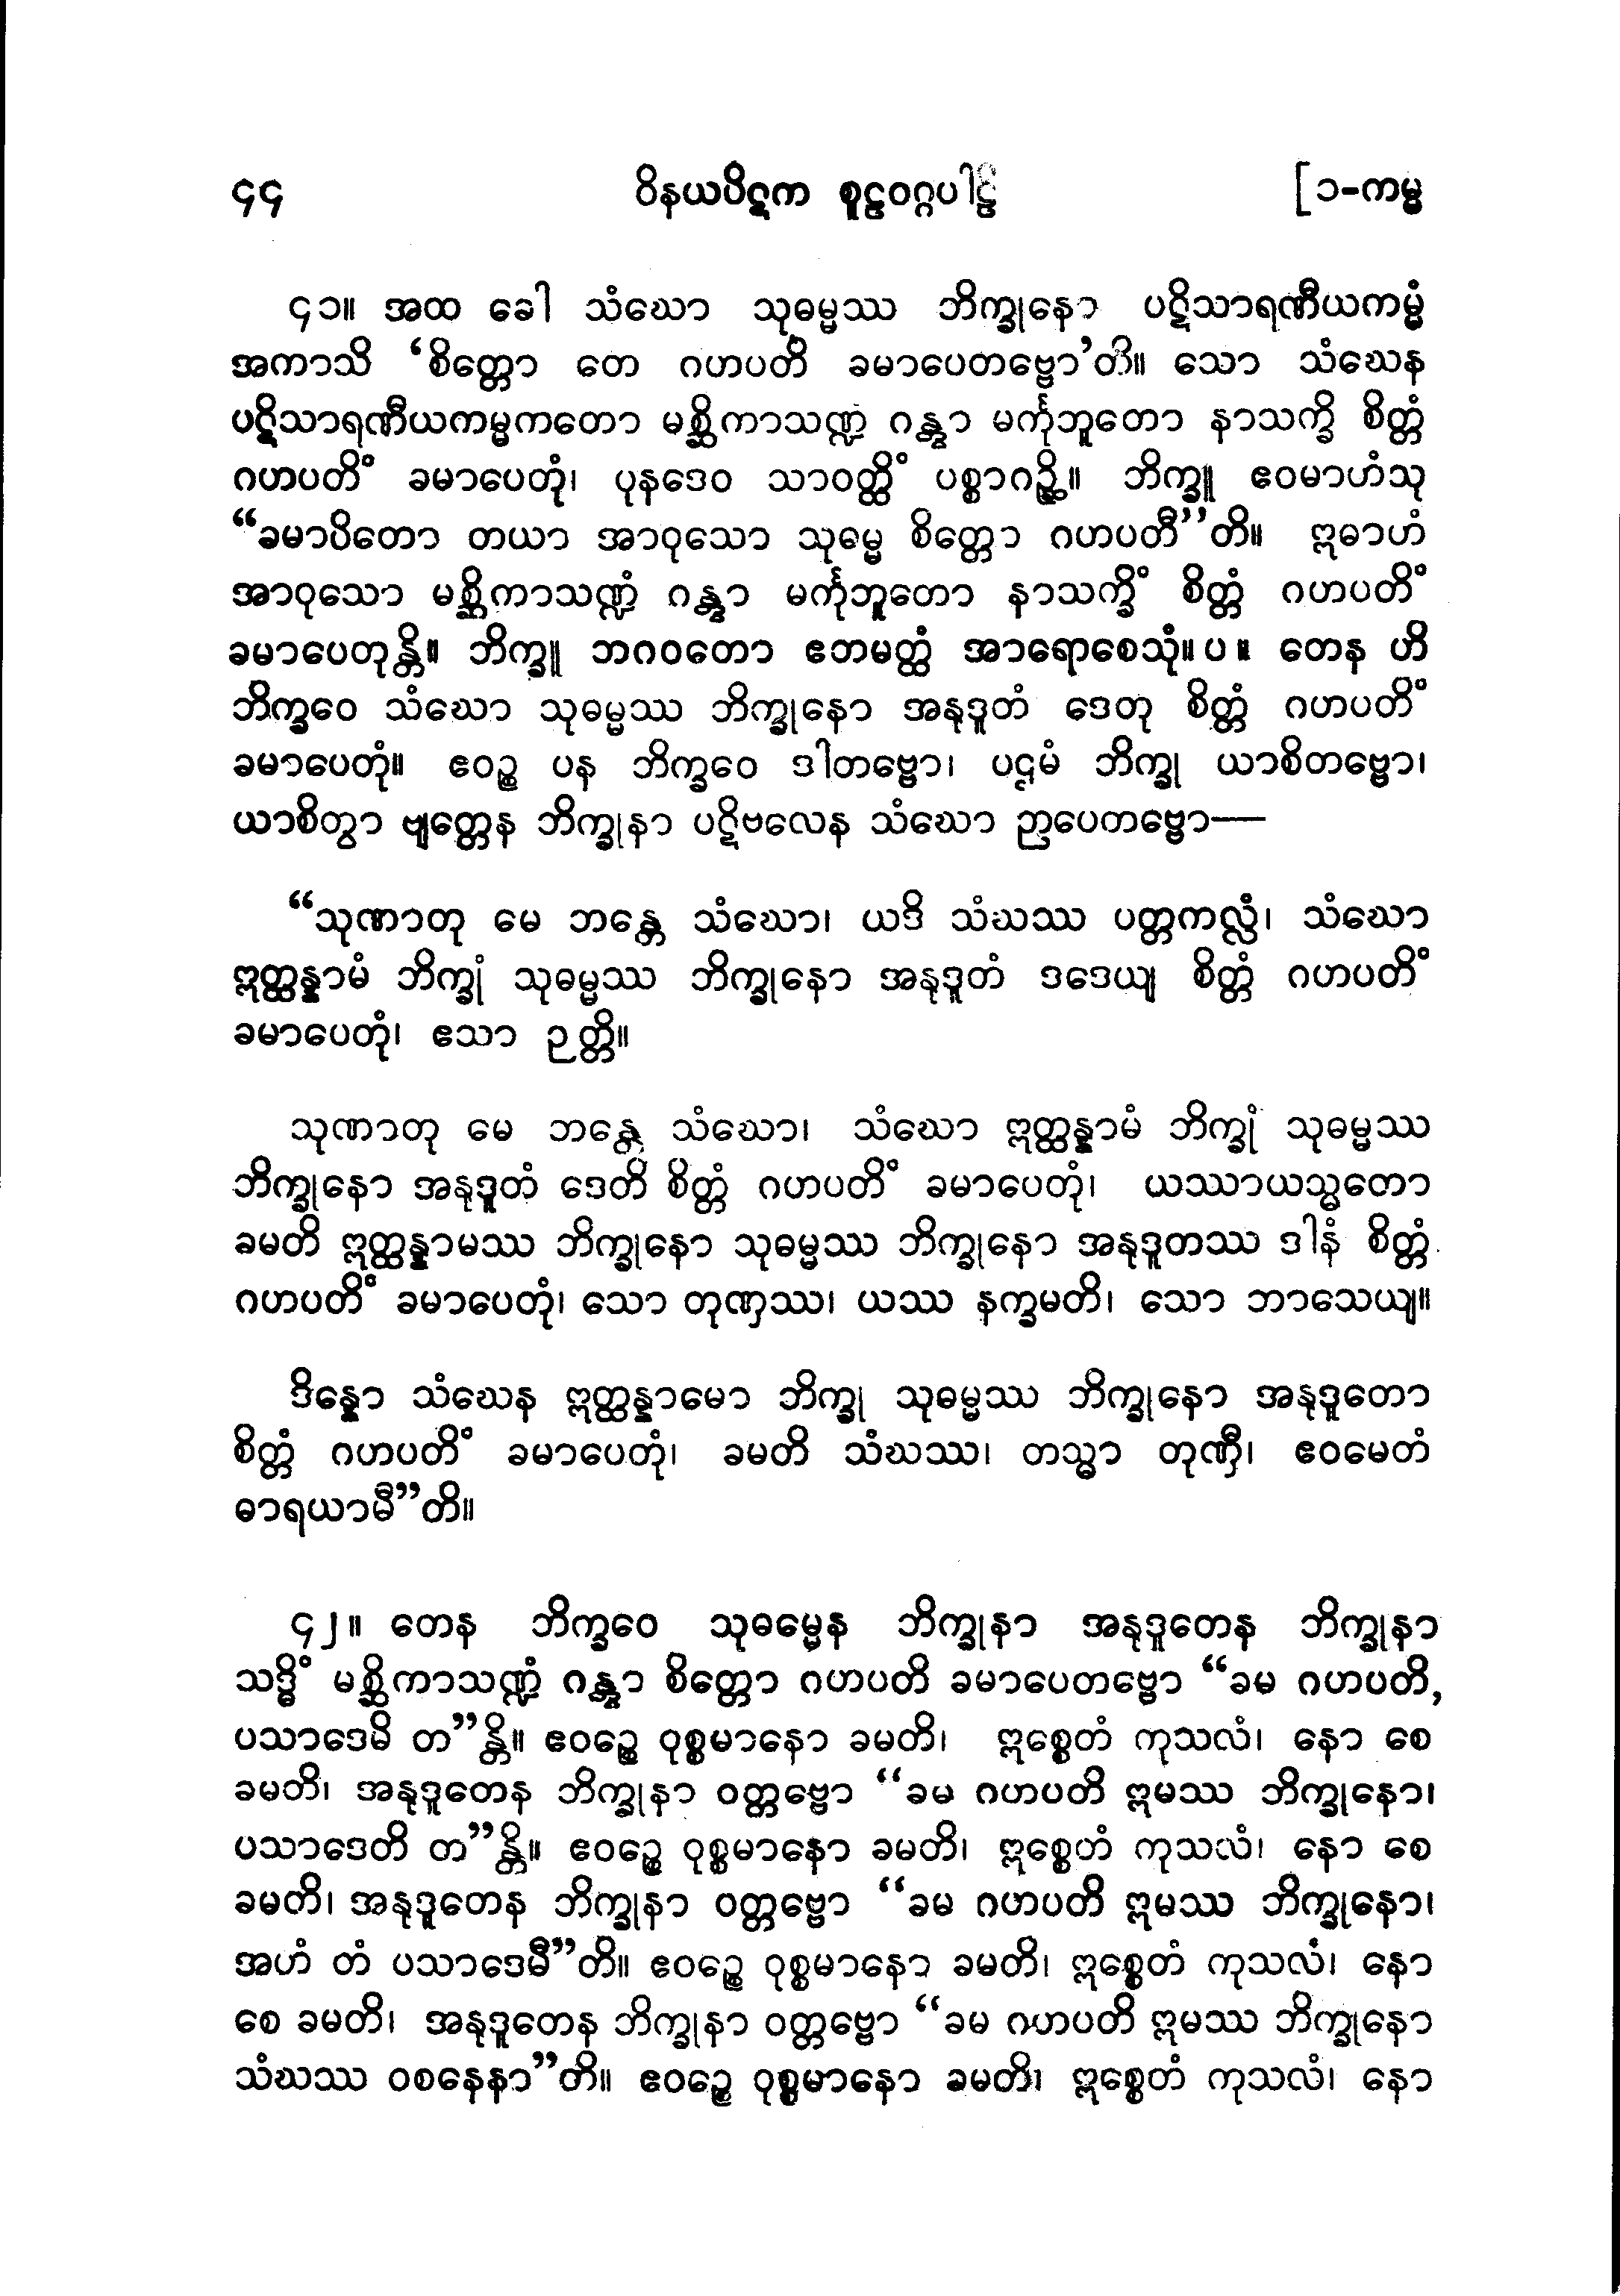 ၄၄ ဝိနယပိဋက စူဠဝဂ္ဂပါဠိ [၁-ကမ္မ
၄၁။ အထ ခေါ သံဃော သုဓမ္မဿ ဘိက္ခုနော ပဋိသာရဏီယကမ္မံ
အကာသိ ‘စိတ္တော တေ ဂဟပတိ ခမာပေတဗ္ဗော’တိ။ သော သံဃေန
ပဋိသာရဏီယကမ္မကတော မစ္ဆိကာသဏ္ဍံ ဂန္တွာ မင်္ကုဘူတော နာသက္ခိ စိတ္တံ
ဂဟပတိံ ခမာပေတုံ၊ ပုနဒေဝ သာဝတ္ထိံ ပစ္စာဂဉ္ဆိ။ ဘိက္ခူ ဧဝမာဟံသု
“ခမာပိတော တယာ အာဝုသော သုဓမ္မ စိတ္တော ဂဟပတီ”တိ။ ဣဓာဟံ
အာဝုသော မစ္ဆိကာသဏ္ဍံ ဂန္တွာ မင်္ကုဘူတော နာသက္ခိံ စိတ္တံ ဂဟပတိံ
ခမာပေတုန္တိ။ ဘိက္ခူ ဘဂဝတော ဧတမတ္ထံ အာရောစေသုံ။ပ။ တေန ဟိ
ဘိက္ခဝေ သံဃော သုဓမ္မဿ ဘိက္ခုနော အနုဒူတံ ဒေတု စိတ္တံ ဂဟပတိံ
ခမာပေတုံ။ ဧဝဉ္စ ပန ဘိက္ခဝေ ဒါတဗ္ဗော၊ ပဌမံ ဘိက္ခု ယာစိတဗ္ဗော၊
ယာစိတွာ ဗျတ္တေန ဘိက္ခုနာ ပဋိဗလေန သံဃော ဉာပေတဗ္ဗော—
“သုဏာတု မေ ဘန္တေ သံဃော၊ ယဒိ သံဃဿ ပတ္တကလ္လံ၊ သံဃော
ဣတ္ထန္နာမံ ဘိက္ခုံ သုဓမ္မဿ ဘိက္ခုနော အနုဒူတံ ဒဒေယျ စိတ္တံ ဂဟပတိံ
ခမာပေတုံ၊ ဧသာ ဉတ္တိ။
သုဏာတု မေ ဘန္တေ သံဃော၊ သံဃော ဣတ္ထန္နာမံ ဘိက္ခုံ သုဓမ္မဿ
ဘိက္ခုနော အနုဒူတံ ဒေတိ စိတ္တံ ဂဟပတိံ ခမာပေတုံ၊ ယဿာယသ္မတော
ခမတိ ဣတ္ထန္နာမဿ ဘိက္ခုနော သုဓမ္မဿ ဘိက္ခုနော အနုဒူတဿ ဒါနံ စိတ္တံ
ဂဟပတိံ ခမာပေတုံ၊ သော တုဏှဿ၊ ယဿ နက္ခမတိ၊ သော ဘာသေယျ။
ဒိန္နော သံဃေန ဣတ္ထန္နာမော ဘိက္ခု သုဓမ္မဿ ဘိက္ခုနော အနုဒူတော
စိတ္တံ ဂဟပတိံ ခမာပေတုံ၊ ခမတိ သံဃဿ၊ တသ္မာ တုဏှီ၊ ဧဝမေတံ
ဓာရယာမီ”တိ။
၄၂။ တေန ဘိက္ခဝေ သုဓမ္မေန ဘိက္ခုနာ အနုဒူတေန ဘိက္ခုနာ
သဒ္ဓိံ မစ္ဆိကာသဏ္ဍံ ဂန္တွာ စိတ္တော ဂဟပတိ ခမာပေတဗ္ဗော “ခမ ဂဟပတိ,
ပသာဒေမိ တ”န္တိ။ ဧဝဉ္စေ ဝုစ္စမာနော ခမတိ၊ ဣစ္စေတံ ကုသလံ၊ နော စေ
ခမတိ၊ အနုဒူတေန ဘိက္ခုနာ ဝတ္တဗ္ဗော “ခမ ဂဟပတိ ဣမဿ ဘိက္ခုနော၊
ပသာဒေတိ တ”န္တိ။ ဧဝဉ္စေ ဝုစ္စမာနော ခမတိ၊ ဣစ္စေတံ ကုသလံ၊ နော စေ
ခမတိ၊ အနုဒူတေန ဘိက္ခုနာ ဝတ္တဗ္ဗော “ခမ ဂဟပတိ ဣမဿ ဘိက္ခုနော၊
အဟံ တံ ပသာဒေမီ”တိ။ ဧဝဉ္စေ ဝုစ္စမာနော ခမတိ၊ ဣစ္စေတံ ကုသလံ၊ နော
စေ ခမတိ၊ အနုဒူတေန ဘိက္ခုနာ ဝတ္တဗ္ဗော “ခမ ဂဟပတိ ဣမဿ ဘိက္ခုနော
သံဃဿ ဝစနေနာ”တိ။ ဧဝဉ္စေ ဝုစ္စမာနော ခမတိ၊ ဣစ္စေတံ ကုသလံ၊ နော